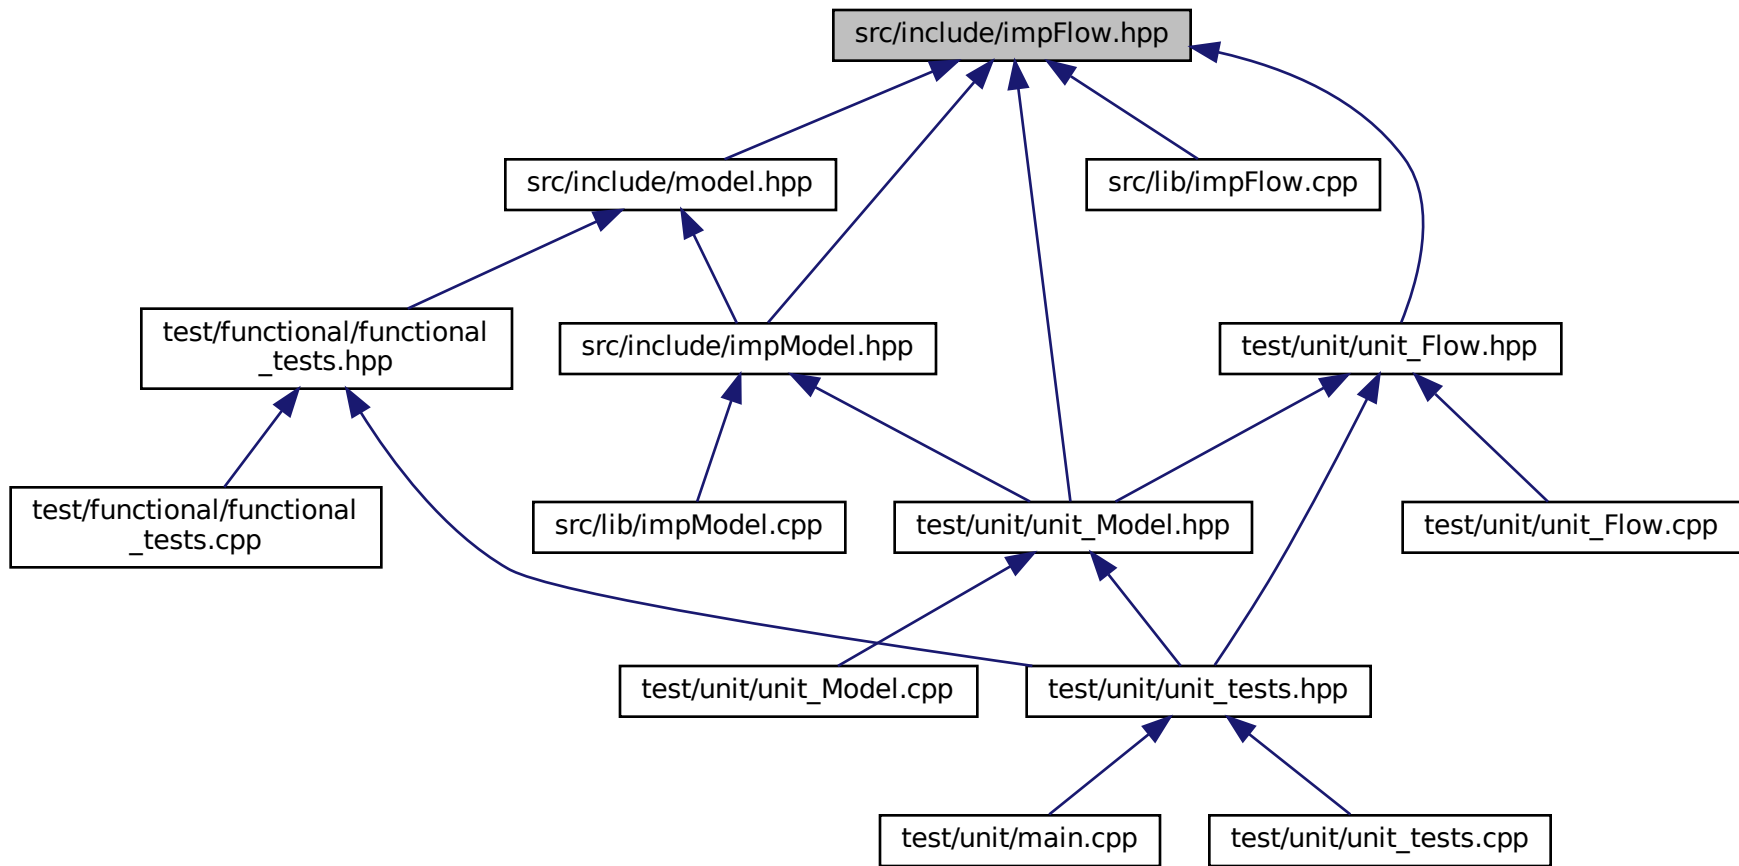 src/include/impFlow.hpp
src/include/model.hpp
src/lib/impFlow.cpp
test/functional/functional
_tests.hpp
src/include/impModel.hpp
test/unit/unit_Flow.hpp
test/functional/functional
_tests.cpp
src/lib/impModel.cpp
test/unit/unit_Model.hpp
test/unit/unit_Flow.cpp
test/unit/unit_Model.cpp
test/unit/unit_tests.hpp
test/unit/main.cpp
test/unit/unit_tests.cpp